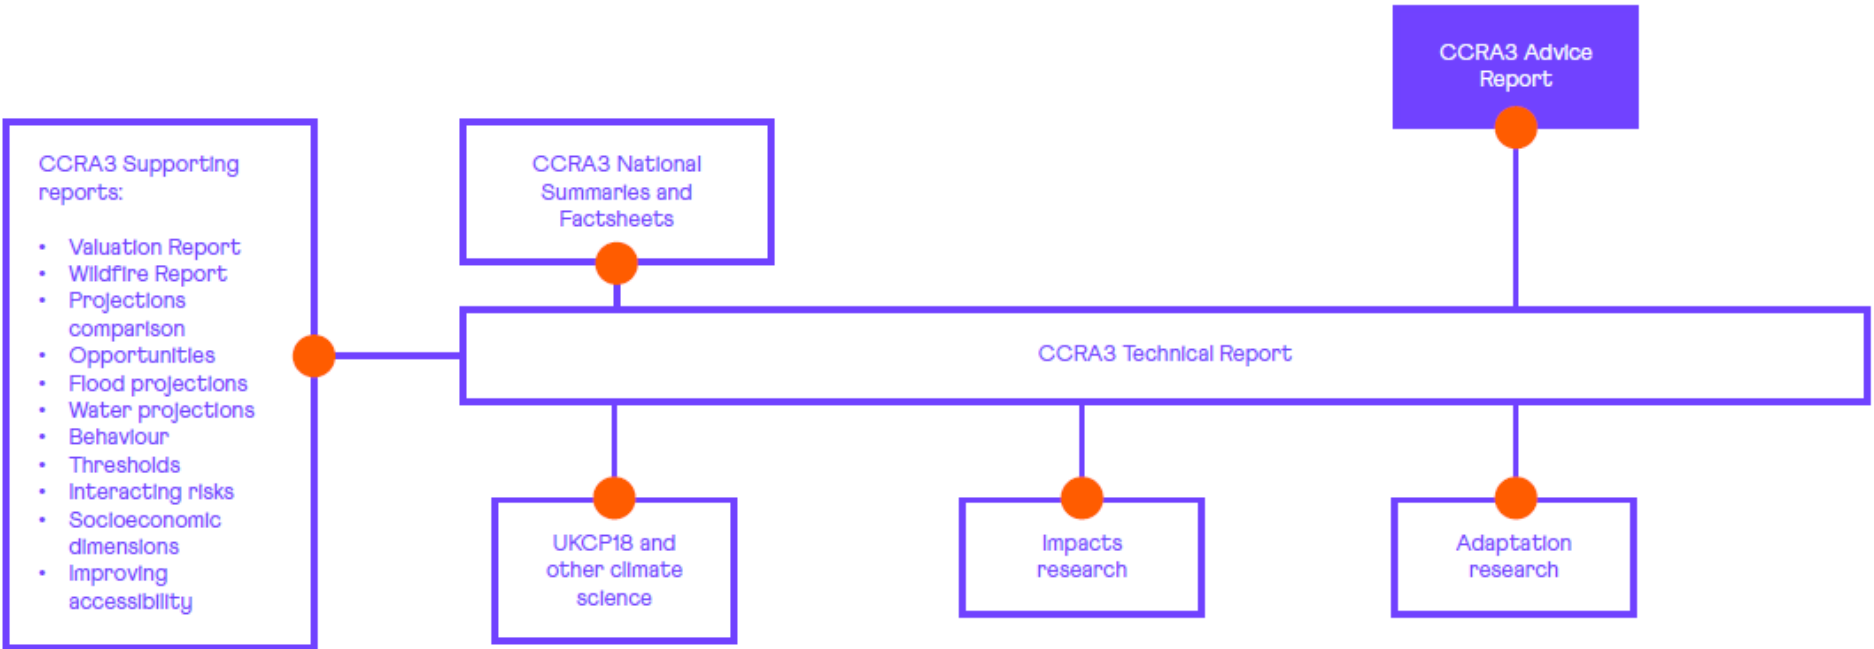 CCRA3 Advice
Report
CCRA3 Supporting
reports:
• Valuation Report
• Wildfire Report
• Projections
comparison
• Opportunities
• Flood projections
• Water projections
• Behaviour
• Thresholds
• Interacting risks
• Socioeconomic
dimensions
• Improving
accessibility
CCRA3 National
Summaries and
Factsheets
CCRA3 Technical Report
UKCP18 and
other climate
science
Impacts
research
Adaptation
research